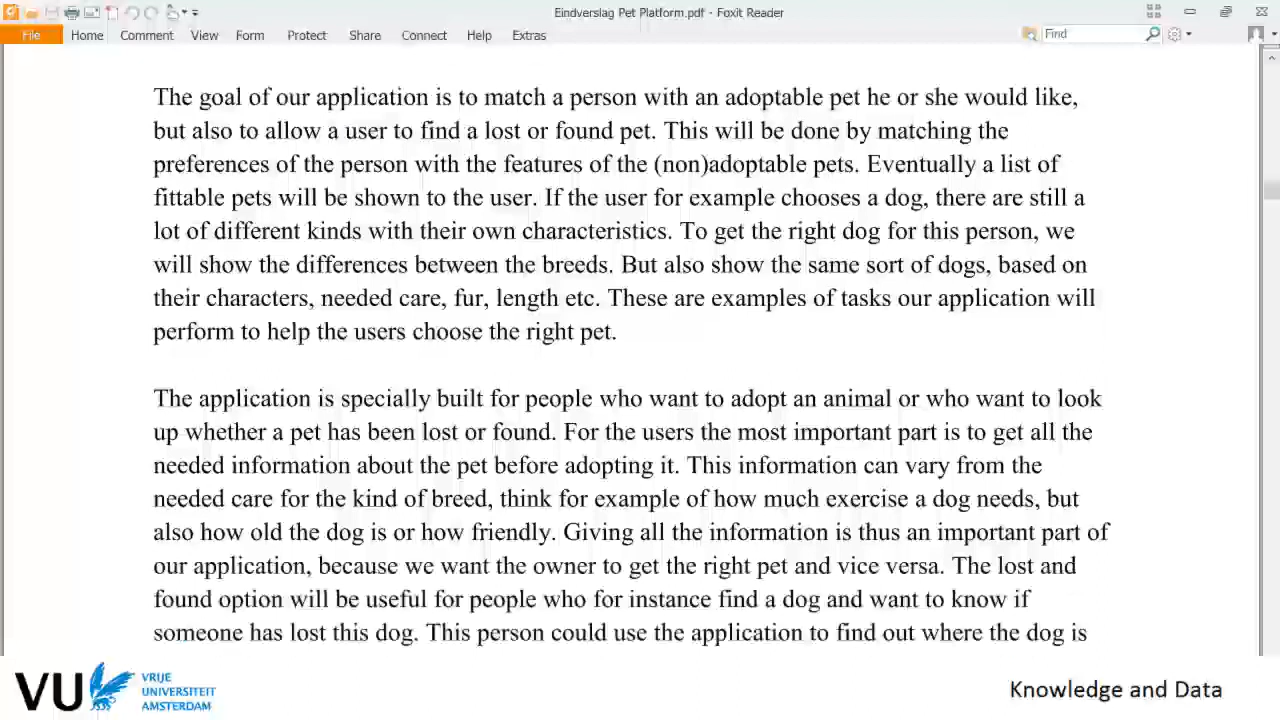 Eindverslag Pet Platform.pdf - Foxit Reader
File Home Comment View Form Protect Share Connect Help Extras Find
The goal of our application is to match a person with an adoptable pet he or she would like,
but also to allow a user to find a lost or found pet. This will be done by matching the
preferences of the person with the features of the (non)adoptable pets. Eventually a list of
fittable pets will be shown to the user. If the user for example chooses a dog, there are still a
lot of different kinds with their own characteristics. To get the right dog for this person, we
will show the differences between the breeds. But also show the same sort of dogs, based on
their characters, needed care, fur, length etc. These are examples of tasks our application will
perform to help the users choose the right pet.
The application is specially built for people who want to adopt an animal or who want to look
up whether a pet has been lost or found. For the users the most important part is to get all the
needed information about the pet before adopting it. This information can vary from the
needed care for the kind of breed, think for example of how much exercise a dog needs, but
also how old the dog is or how friendly. Giving all the information is thus an important part of
our application, because we want the owner to get the right pet and vice versa. The lost and
found option will be useful for people who for instance find a dog and want to know if
someone has lost this dog. This person could use the application to find out where the dog is
VU VRIJE
UNIVERSITEIT
AMSTERDAM
Knowledge and Data